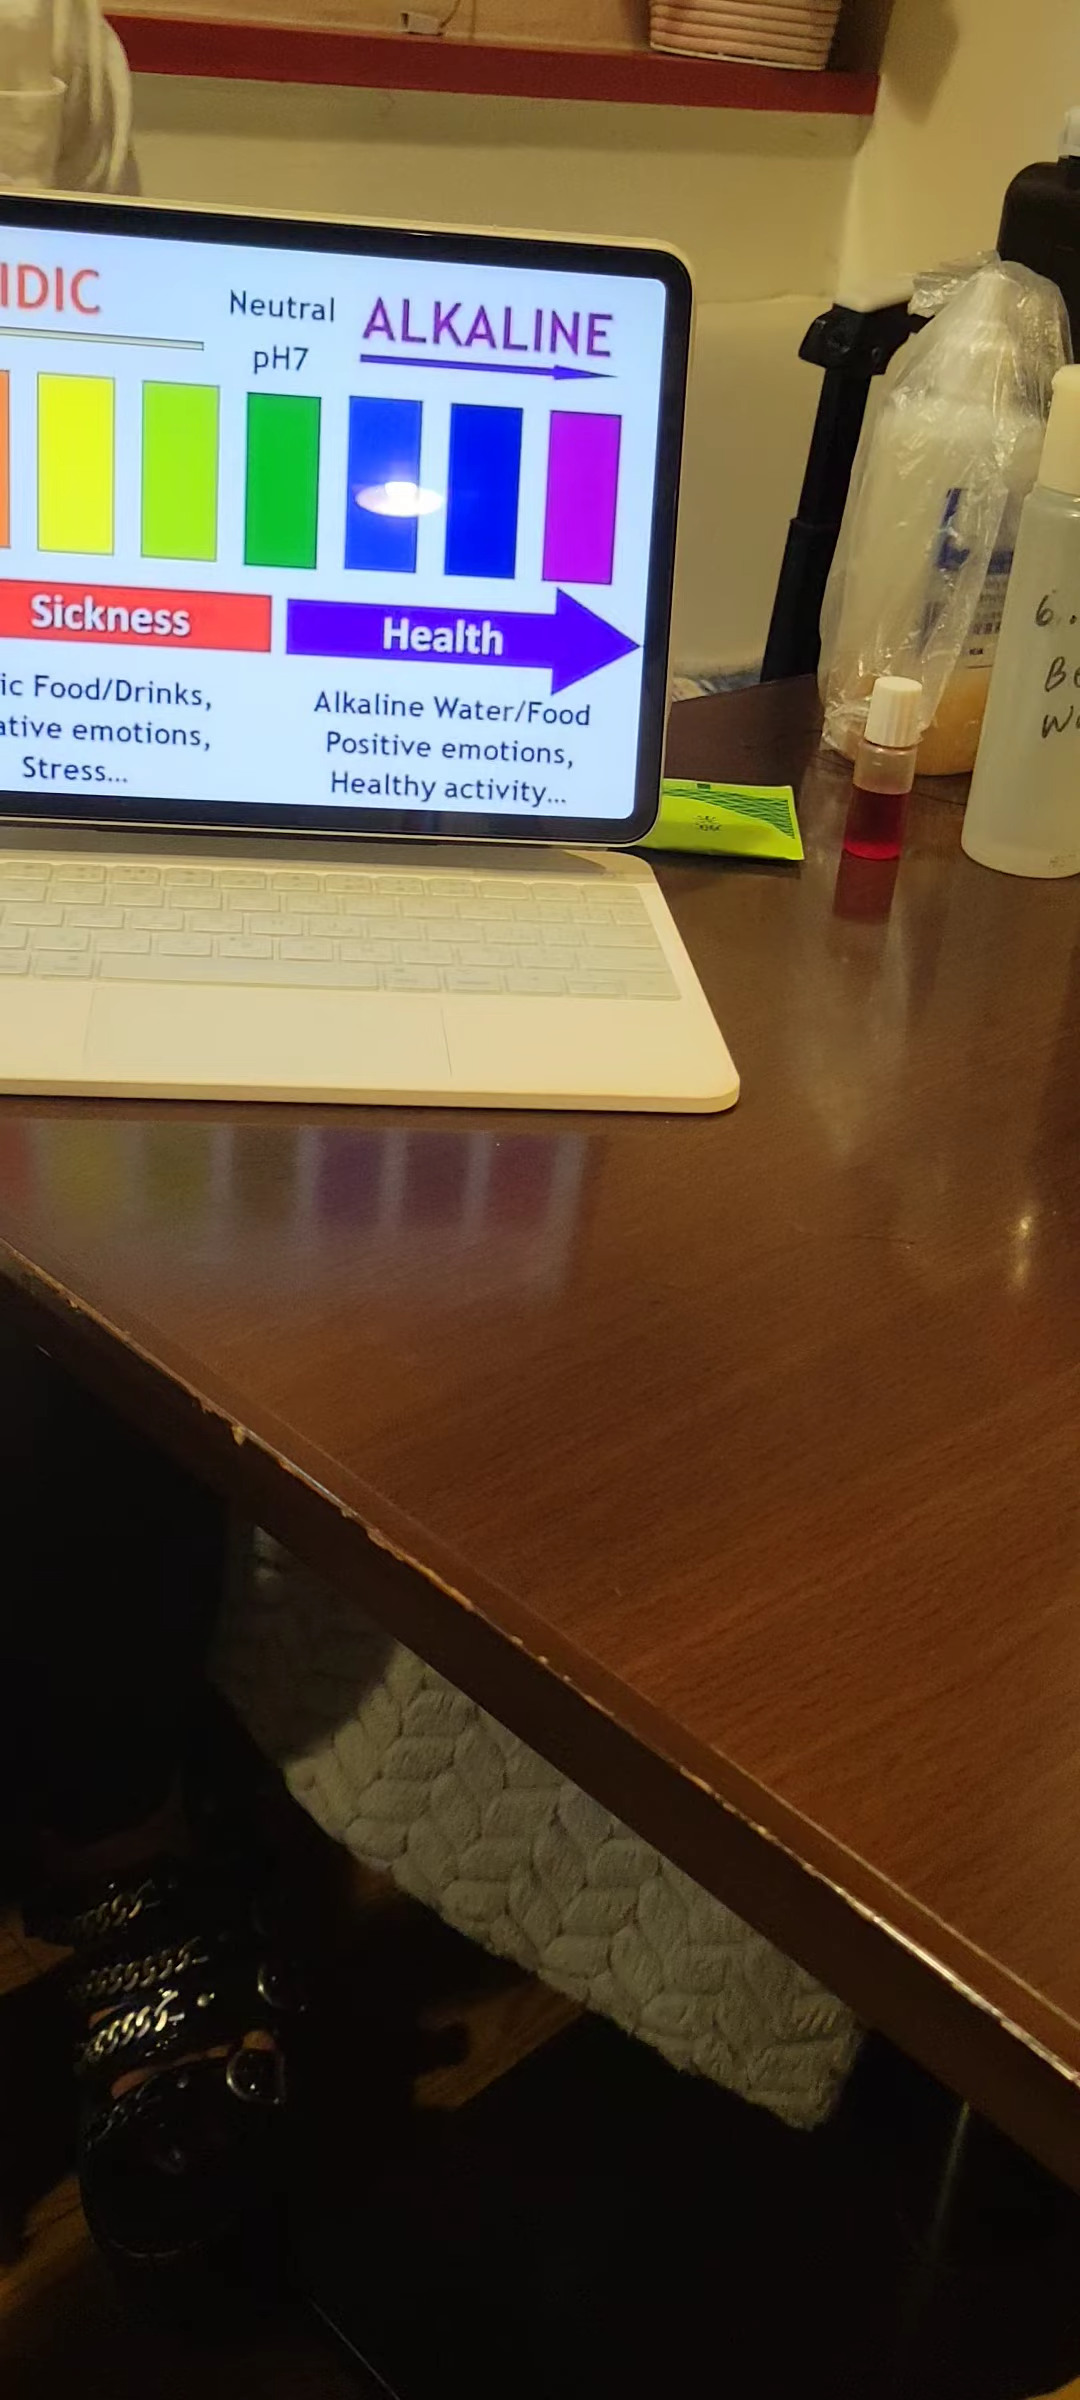 IDIC
Neutral
pH7
ALKALINE
Sickness
Health
ic Food/Drinks,
ative emotions,
Stress...
Alkaline Water/Food
Positive emotions,
Healthy activity...
6..